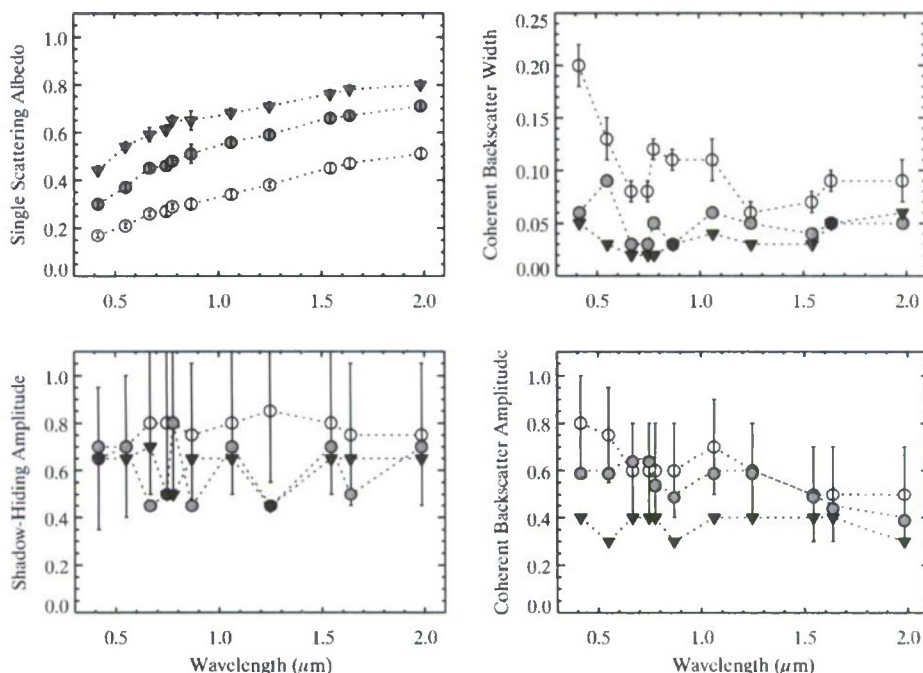 Single Scattering Albedo
1.0
0.8
0.6
0.4
0.2
0.0
0.5 1.0 1.5 2.0
Coherent Backscatter Width
0.25
0.20
0.15
0.10
0.05
0.00
0.5 1.0 1.5 2.0
Shadow-Hiding Amplitude
1.0
0.8
0.6
0.4
0.2
0.0
0.5 1.0 1.5 2.0
Wavelength (μm)
Coherent Backscatter Amplitude
1.0
0.8
0.6
0.4
0.2
0.0
0.5 1.0 1.5 2.0
Wavelength (μm)